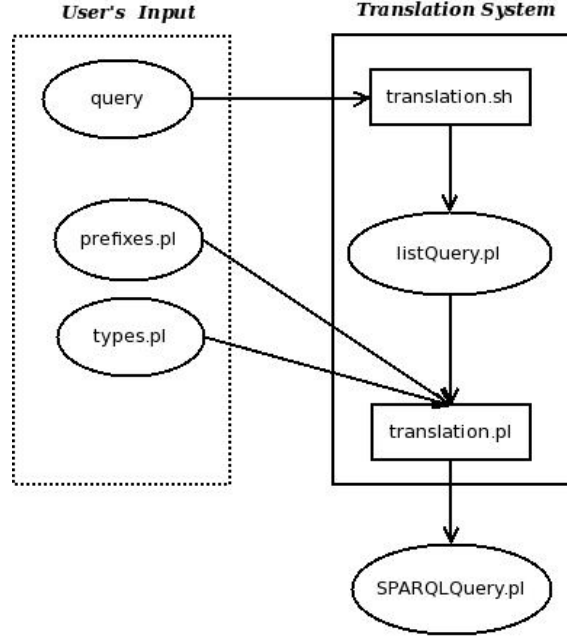 User's Input
Translation System
query
translation.sh
prefixes.pl
listQuery.pl
types.pl
translation.pl
SPARQLQuery.pl